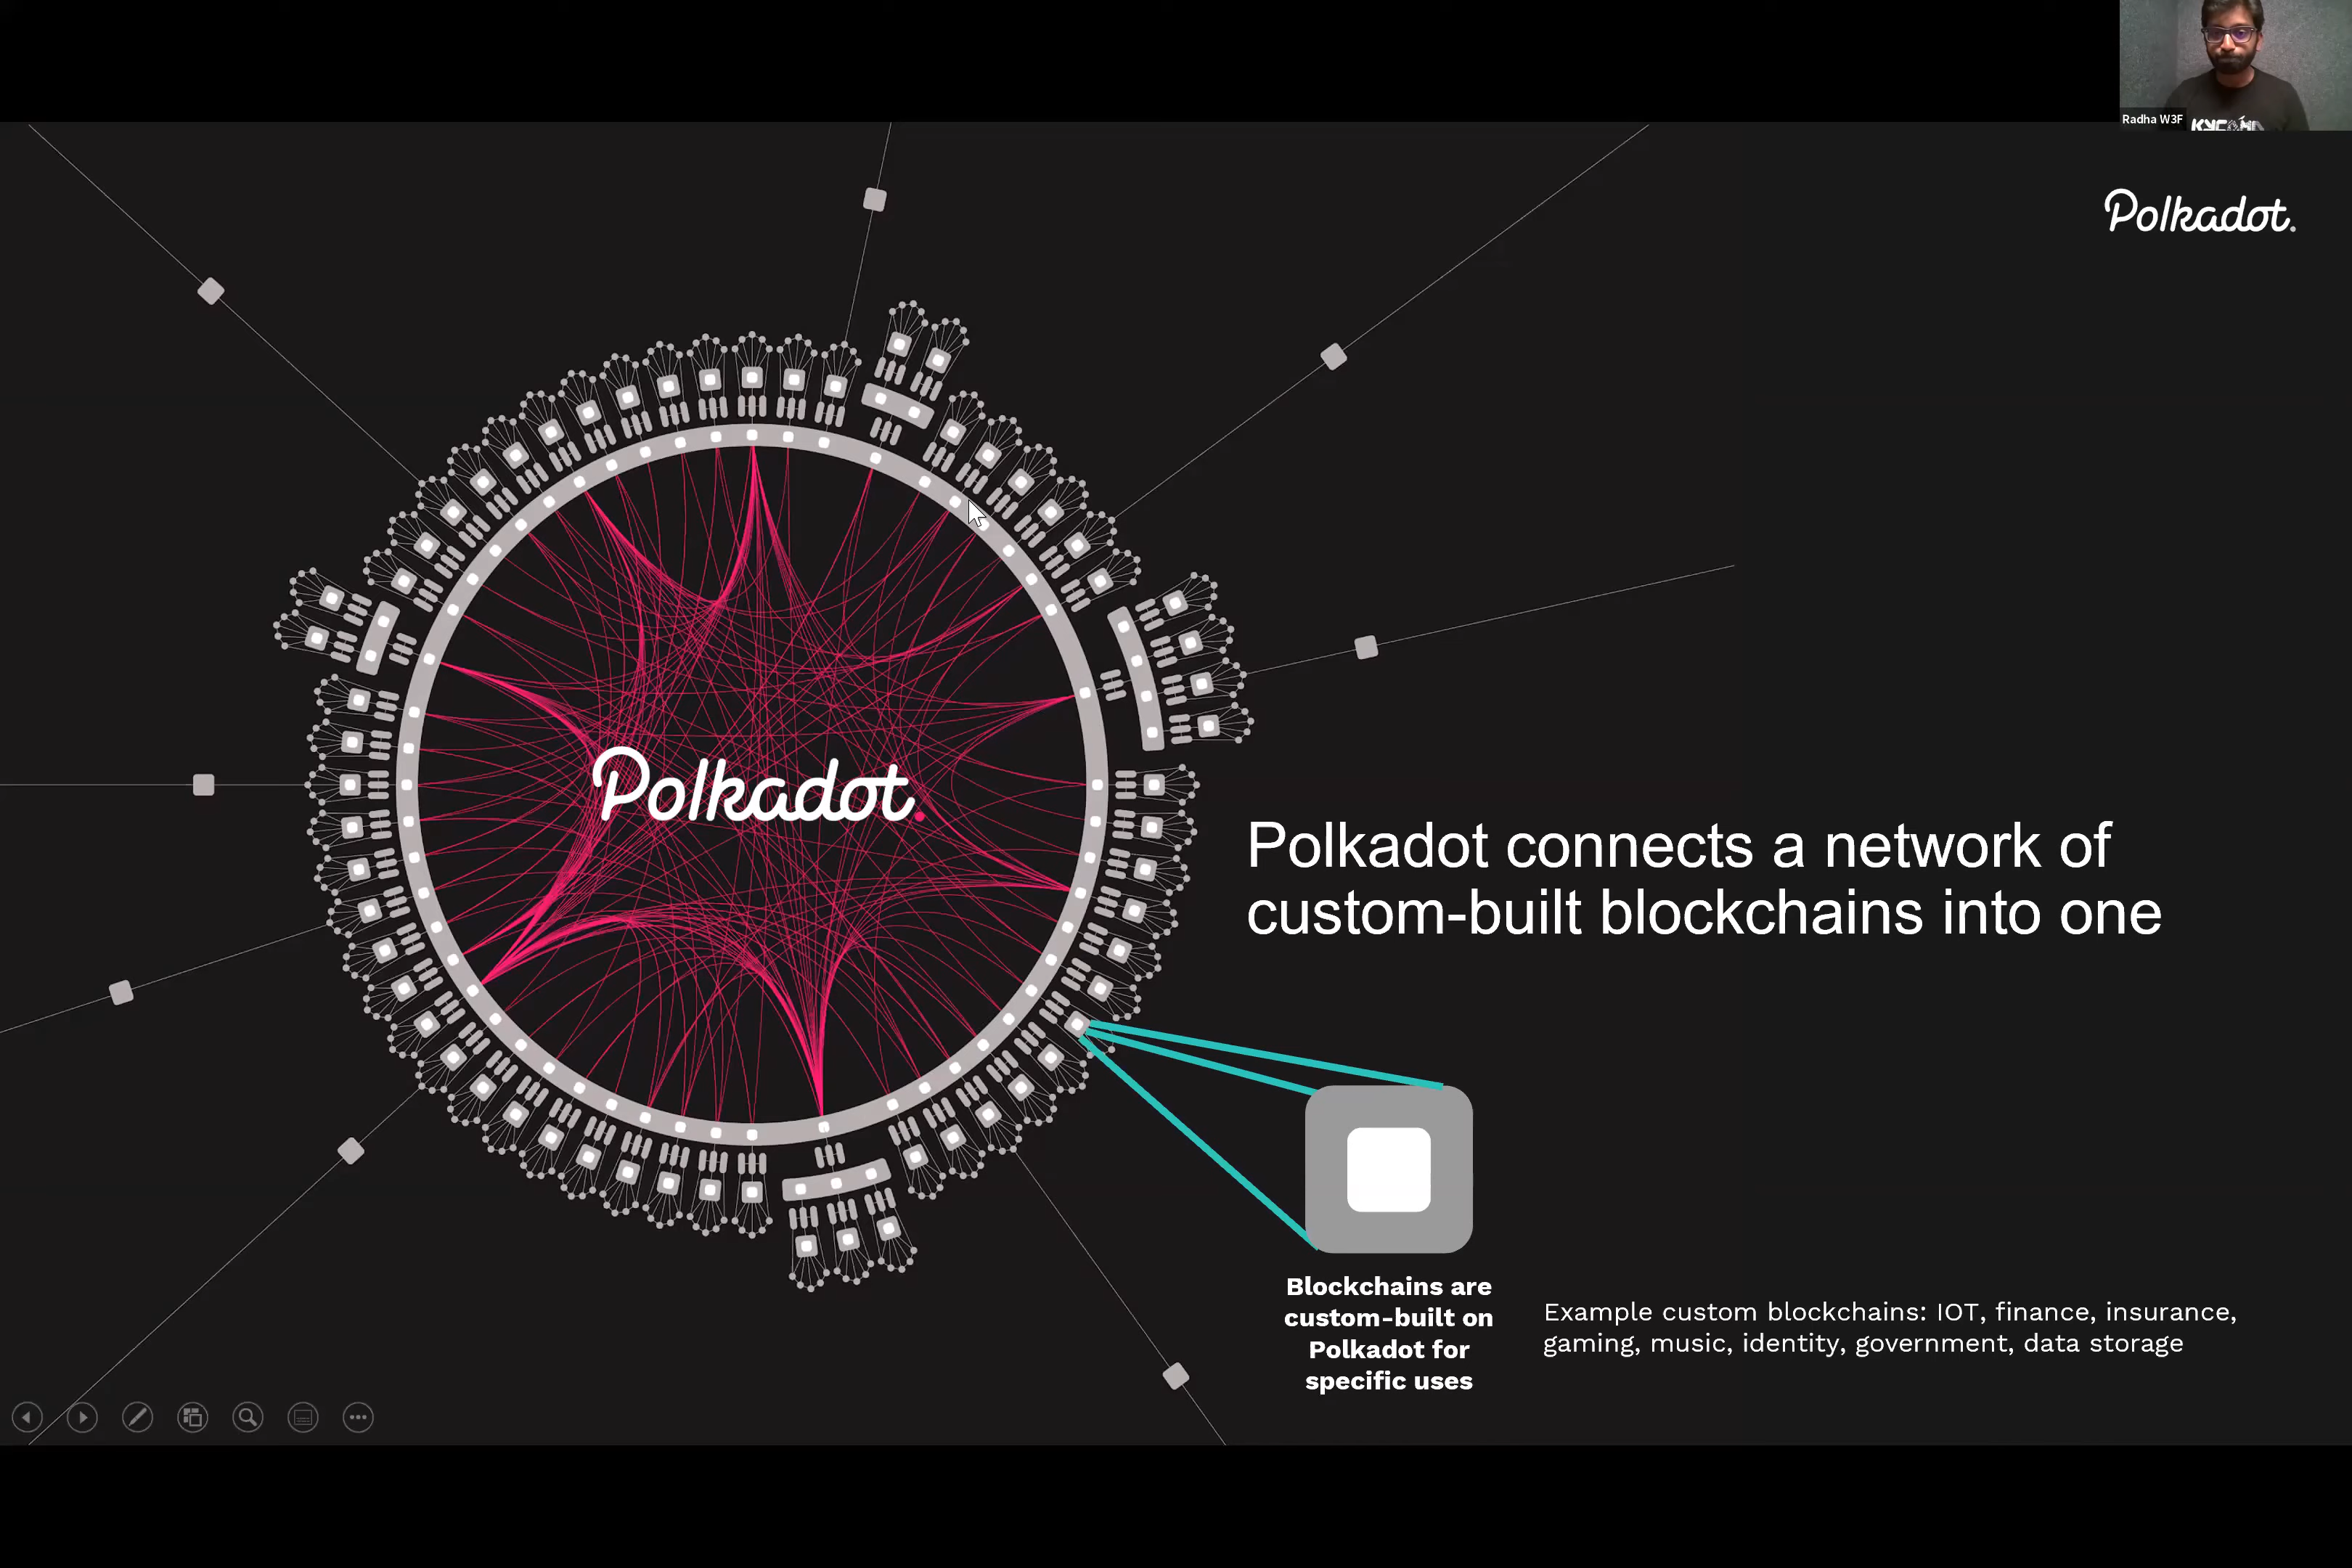 Radha W3F
Polkadot.
Polkadot.
Polkadot connects a network of
custom-built blockchains into one
Blockchains are
custom-built on
Polkadot for
specific uses
Example custom blockchains: IOT, finance, insurance,
gaming, music, identity, government, data storage